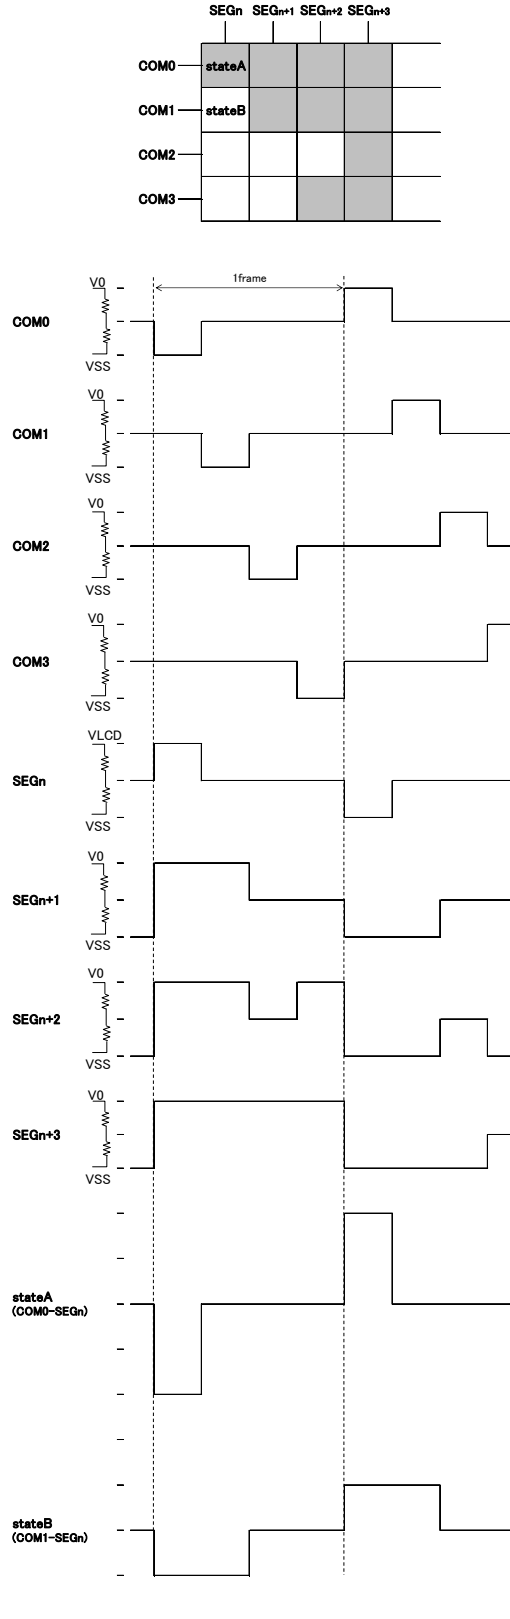 SEGn SEGn+1 SEGn+2 SEGn+3
COM0 stateA
COM1 stateB
COM2
COM3
1frame
V0
COM0
VSS
V0
COM1
VSS
V0
COM2
VSS
V0
COM3
VSS
VLCD
SEGn
VSS
V0
SEGn+1
VSS
V0
SEGn+2
VSS
V0
SEGn+3
VSS
stateA
(COM0-SEGn)
stateB
(COM1-SEGn)